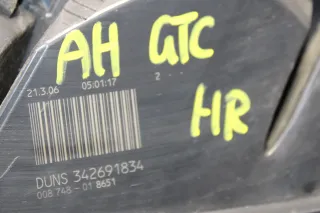 AH GTC
HR
21.3.06 05:01:17 2
DUNS 342691834
008 748 -01 8651